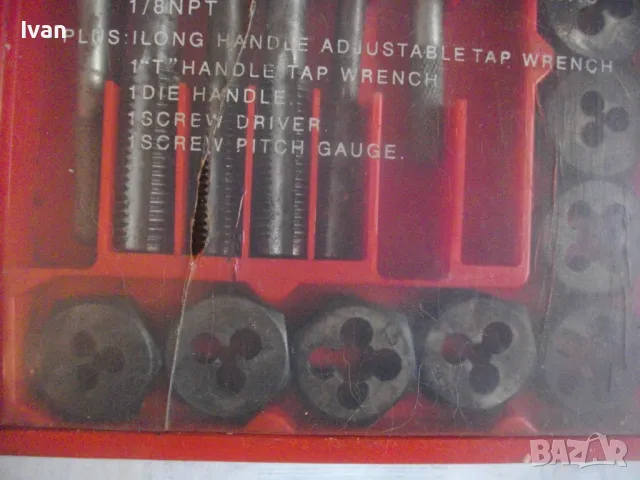 Ivan
1/8NPT
PLUS:1LONG HANDLE ADJUSTABLE TAP WRENCH
1"T"HANDLE TAP WRENCH
1DIE HANDLE.
1SCREW DRIVER.
1SCREW PITCH GAUGE.
BAZAR
bg